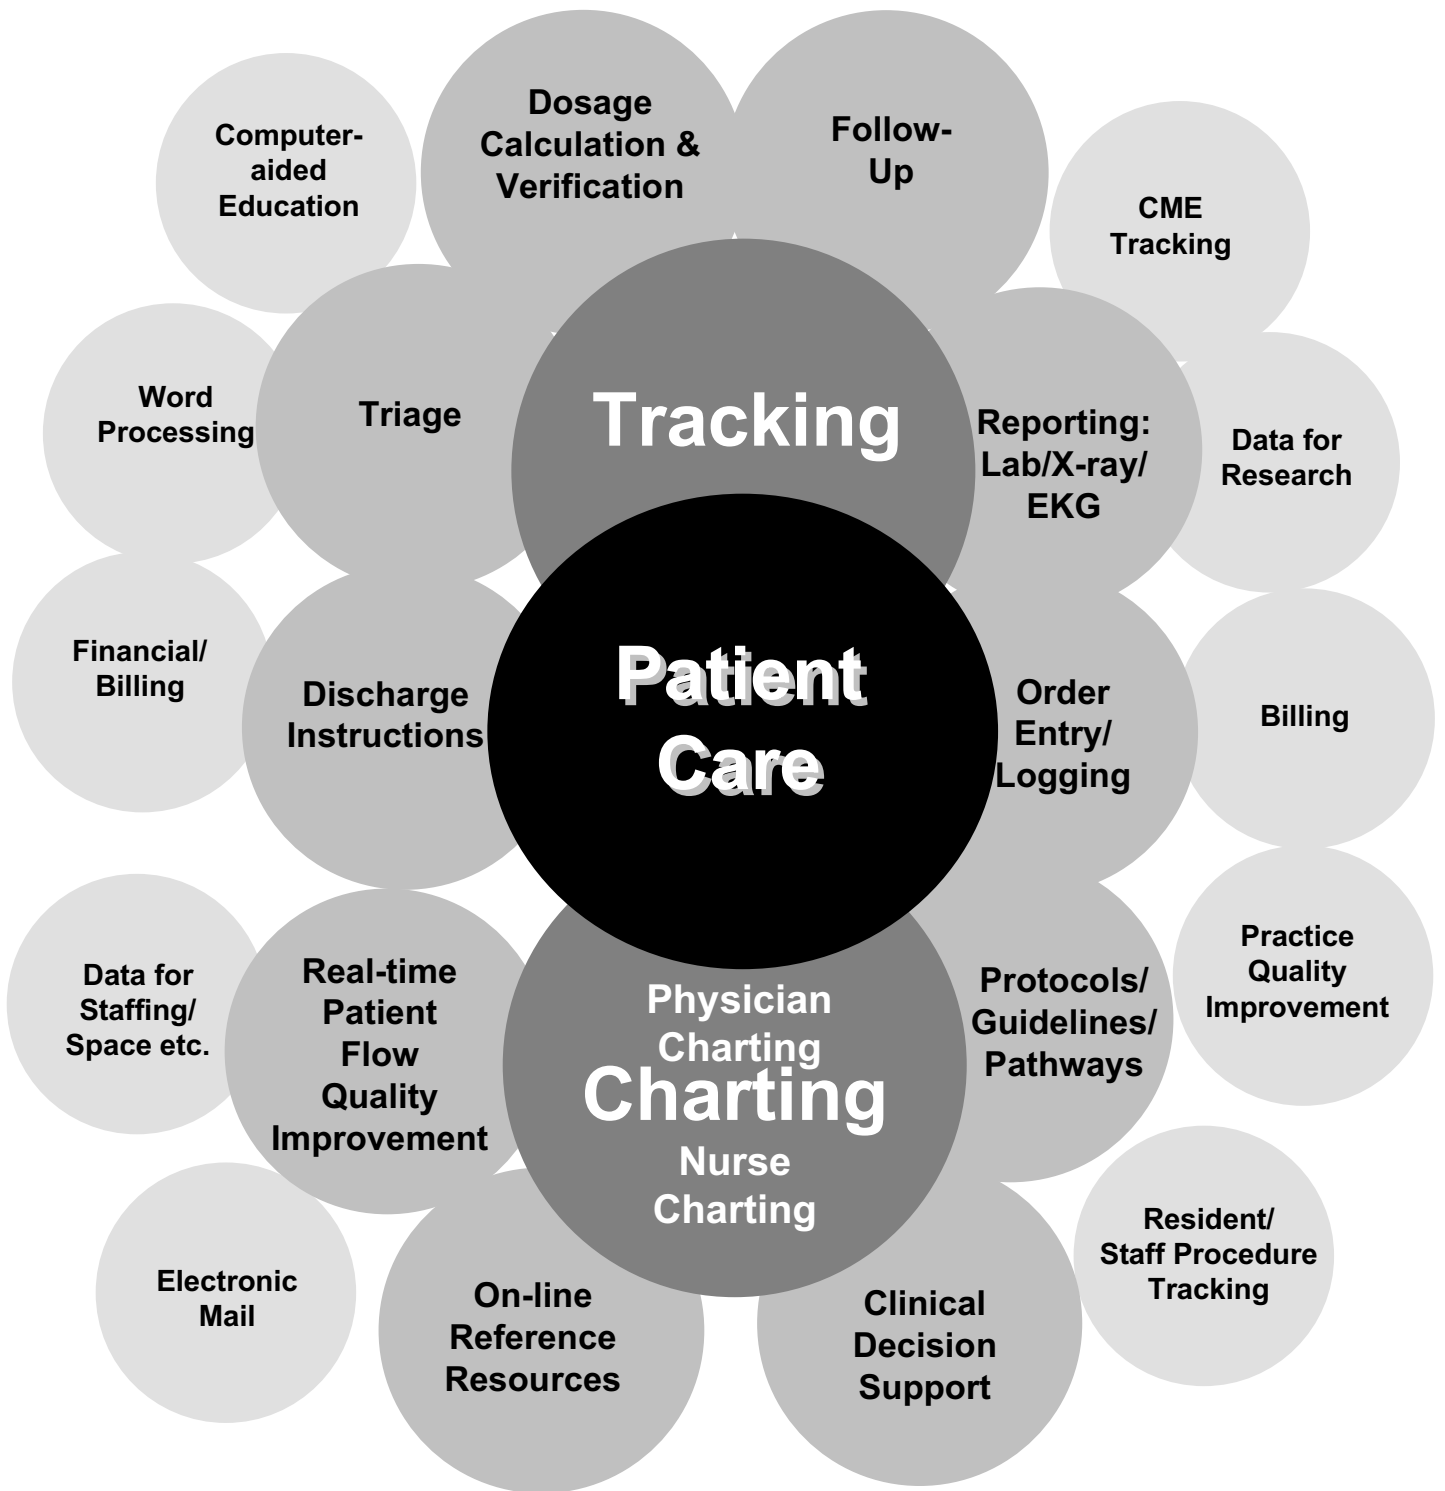 Computer-
aided
Education
Dosage
Calculation &
Verification
Follow-
Up
CME
Tracking
Word
Processing
Triage
Tracking
Reporting:
Lab/X-ray/
EKG
Data for
Research
Financial/
Billing
Discharge
Instructions
Patient
Care
Order
Entry/
Logging
Billing
Data for
Staffing/
Space etc.
Real-time
Patient
Flow
Quality
Improvement
Physician
Charting
Charting
Nurse
Charting
Protocols/
Guidelines/
Pathways
Practice
Quality
Improvement
Electronic
Mail
On-line
Reference
Resources
Clinical
Decision
Support
Resident/
Staff Procedure
Tracking